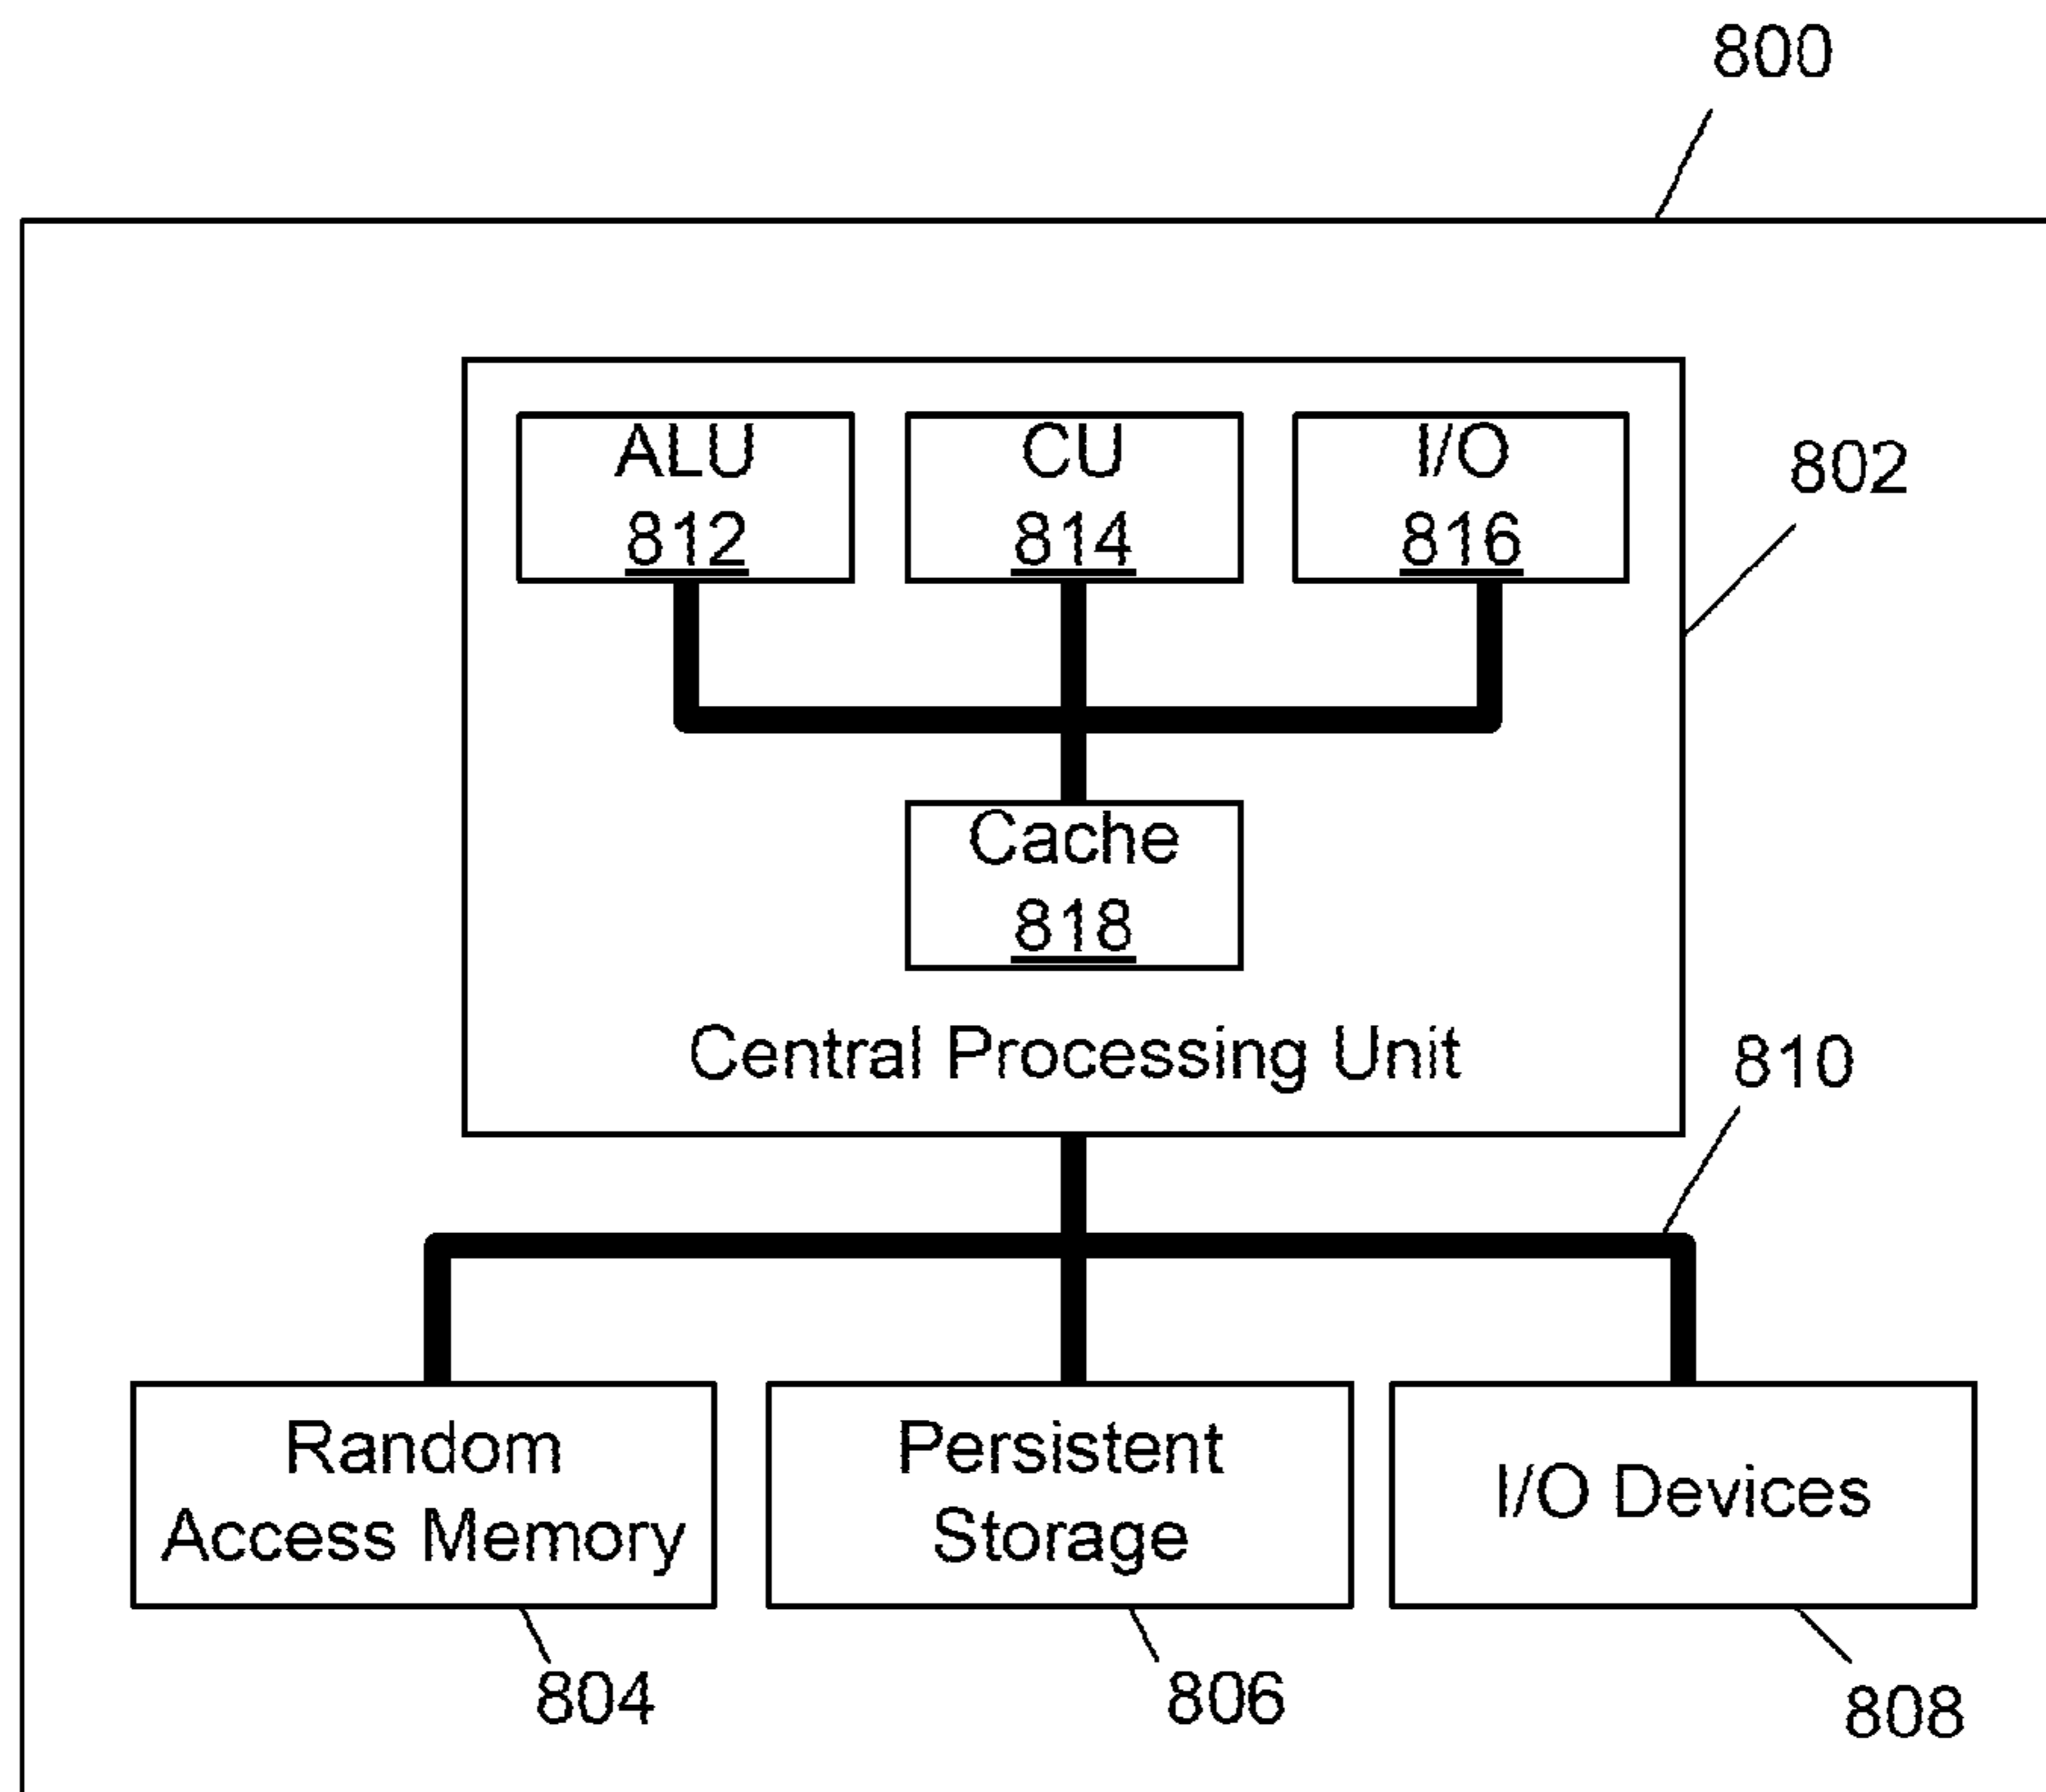 800
ALU
812
CU
814
I/O
816
802
Cache
818
Central Processing Unit
810
Random
Access Memory
Persistent
Storage
I/O Devices
804
806
808